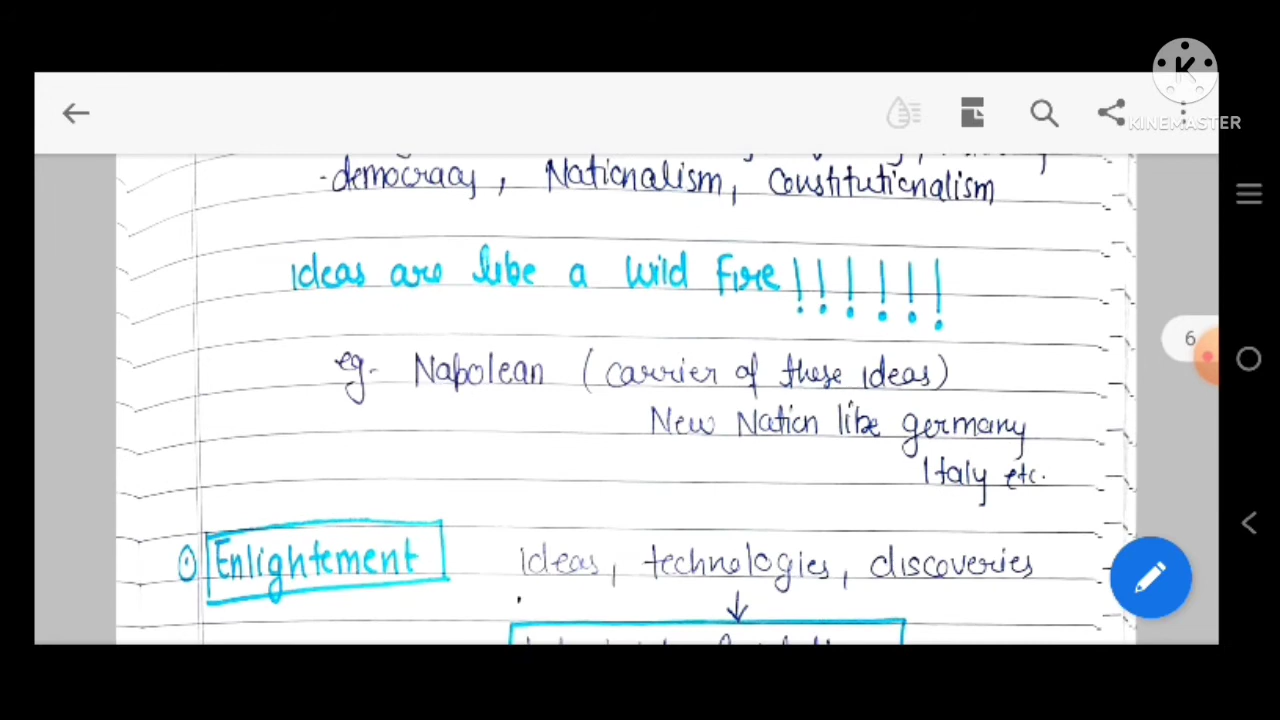 KINEMASTER
-democracy, Nationalism, Constitutionalism
Ideas are like a wild Fire !!!!!!
6
eg. Napolean (carrier of these ideas)
New Nation like germany
Italy etc.
Enlightement ideas, technologies, discoveries